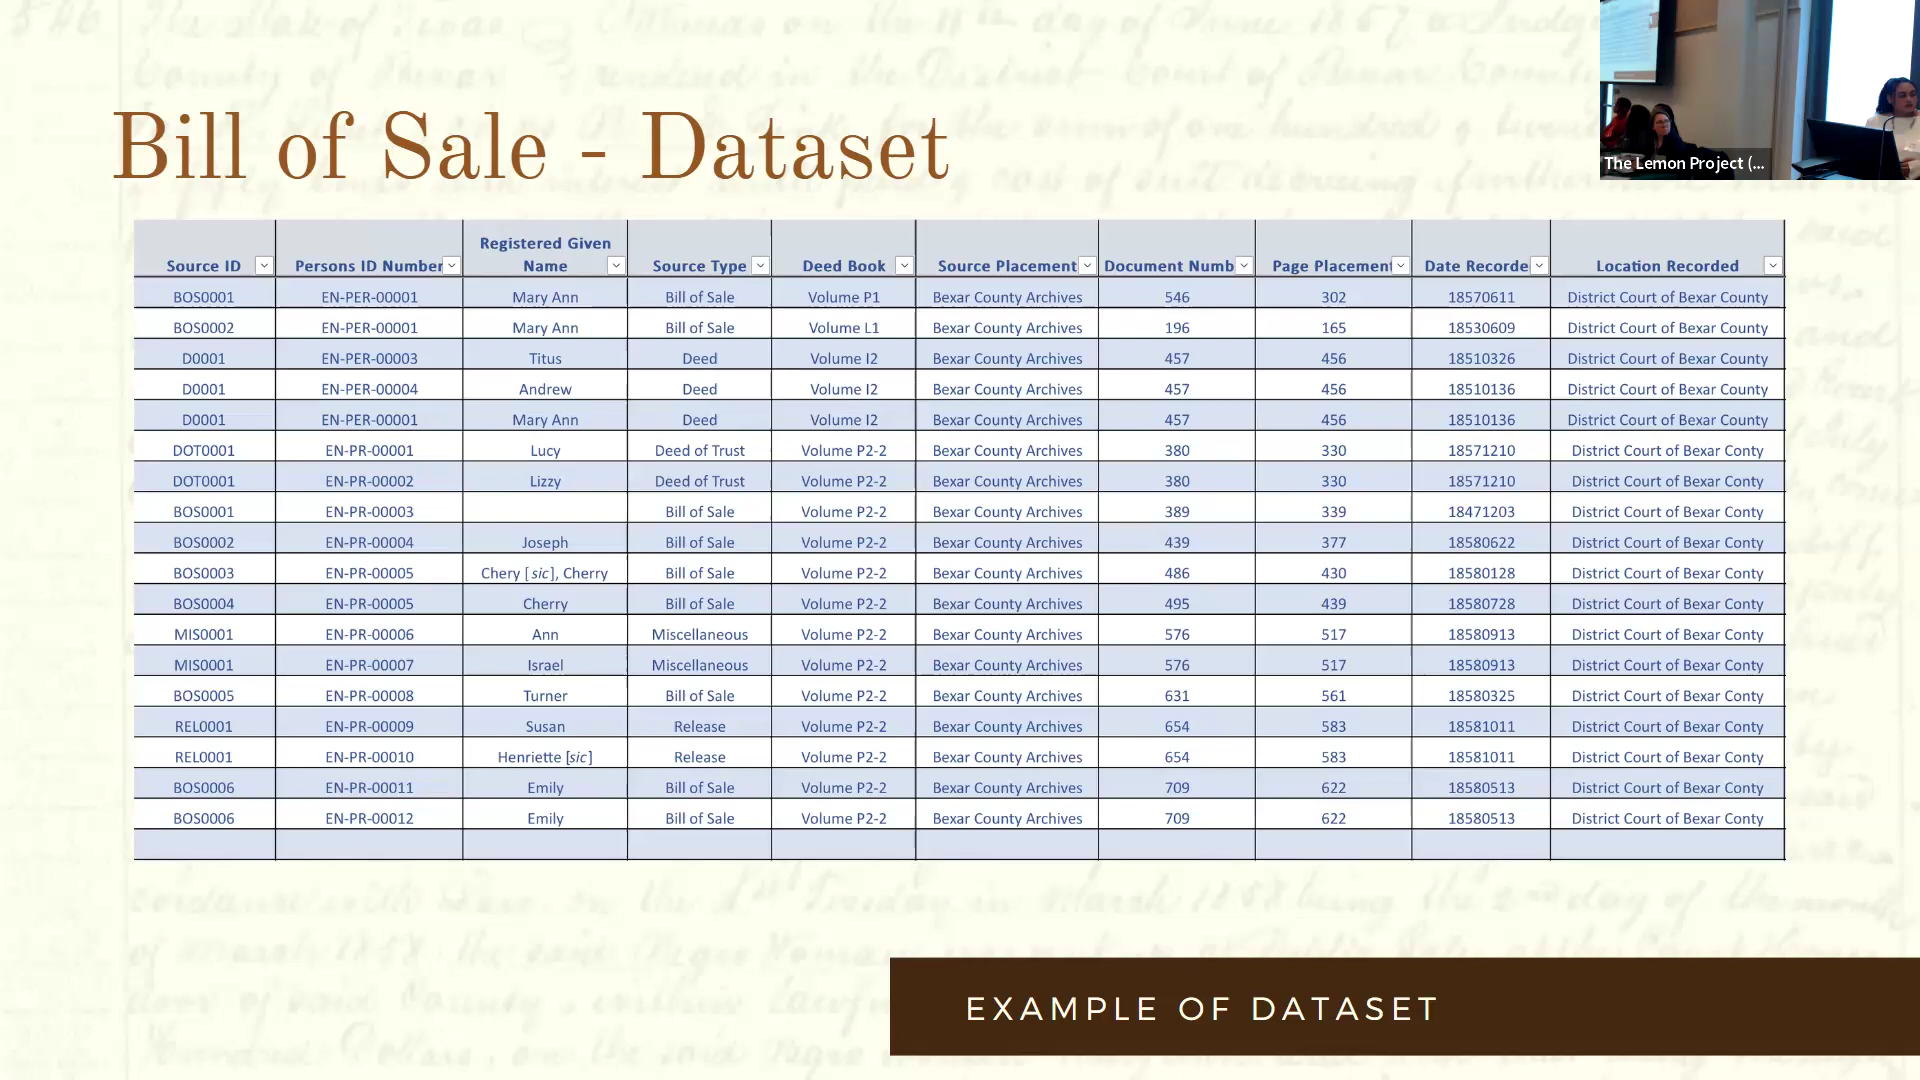 Bill of Sale - Dataset
The Lemon Project (...
Source ID Persons ID Number Registered Given Name Source Type Deed Book Source Placement Document Numb Page Placement Date Recorde Location Recorded
BOS0001 EN-PER-00001 Mary Ann Bill of Sale Volume P1 Bexar County Archives 546 302 18570611 District Court of Bexar County
BOS0002 EN-PER-00001 Mary Ann Bill of Sale Volume L1 Bexar County Archives 196 165 18530609 District Court of Bexar County
D0001 EN-PER-00003 Titus Deed Volume I2 Bexar County Archives 457 456 18510326 District Court of Bexar County
D0001 EN-PER-00004 Andrew Deed Volume I2 Bexar County Archives 457 456 18510136 District Court of Bexar County
D0001 EN-PER-00001 Mary Ann Deed Volume I2 Bexar County Archives 457 456 18510136 District Court of Bexar County
DOT0001 EN-PR-00001 Lucy Deed of Trust Volume P2-2 Bexar County Archives 380 330 18571210 District Court of Bexar Conty
DOT0001 EN-PR-00002 Lizzy Deed of Trust Volume P2-2 Bexar County Archives 380 330 18571210 District Court of Bexar Conty
BOS0001 EN-PR-00003 Bill of Sale Volume P2-2 Bexar County Archives 389 339 18471203 District Court of Bexar Conty
BOS0002 EN-PR-00004 Joseph Bill of Sale Volume P2-2 Bexar County Archives 439 377 18580622 District Court of Bexar Conty
BOS0003 EN-PR-00005 Chery [sic], Cherry Bill of Sale Volume P2-2 Bexar County Archives 486 430 18580128 District Court of Bexar Conty
BOS0004 EN-PR-00005 Cherry Bill of Sale Volume P2-2 Bexar County Archives 495 439 18580728 District Court of Bexar Conty
MIS0001 EN-PR-00006 Ann Miscellaneous Volume P2-2 Bexar County Archives 576 517 18580913 District Court of Bexar Conty
MIS0001 EN-PR-00007 Israel Miscellaneous Volume P2-2 Bexar County Archives 576 517 18580913 District Court of Bexar Conty
BOS0005 EN-PR-00008 Turner Bill of Sale Volume P2-2 Bexar County Archives 631 561 18580325 District Court of Bexar Conty
REL0001 EN-PR-00009 Susan Release Volume P2-2 Bexar County Archives 654 583 18581011 District Court of Bexar Conty
REL0001 EN-PR-00010 Henriette [sic] Release Volume P2-2 Bexar County Archives 654 583 18581011 District Court of Bexar Conty
BOS0006 EN-PR-00011 Emily Bill of Sale Volume P2-2 Bexar County Archives 709 622 18580513 District Court of Bexar Conty
BOS0006 EN-PR-00012 Emily Bill of Sale Volume P2-2 Bexar County Archives 709 622 18580513 District Court of Bexar Conty
EXAMPLE OF DATASET